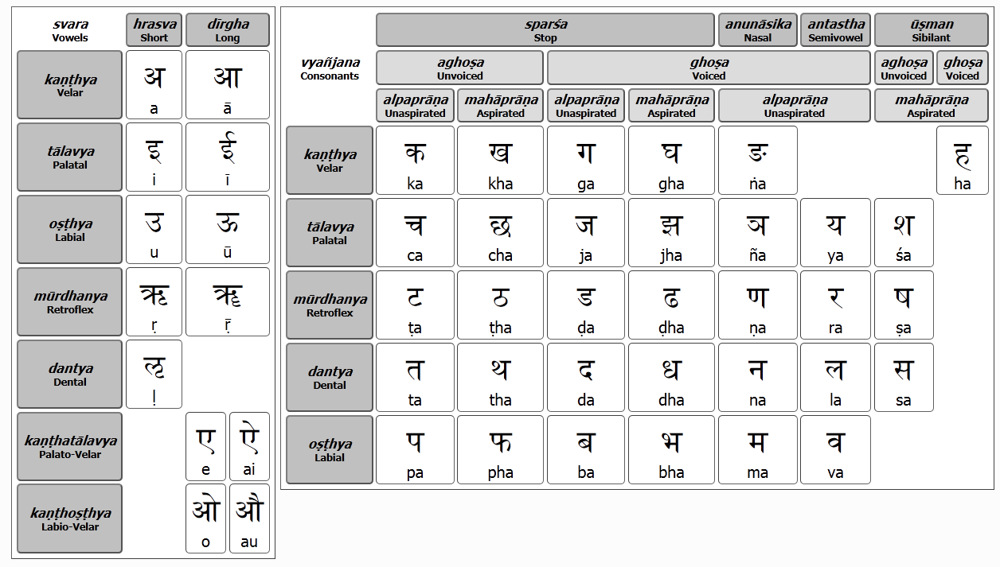 svara
Vowels
hrasva
Short
dīrgha
Long
kaṇṭhya
Velar
अ
a
आ
ā
tālavya
Palatal
इ
i
ई
ī
oṣṭhya
Labial
उ
u
ऊ
ū
mūrdhanya
Retroflex
ऋ
ṛ
ॠ
ṝ
dantya
Dental
ऌ
ḷ
kaṇṭhatālavya
Palato-Velar
ए
e
ऐ
ai
kaṇṭhoṣṭhya
Labio-Velar
ओ
o
औ
au
vyañjana
Consonants
sparśa
Stop
anunāsika
Nasal
antastha
Semivowel
ūṣman
Sibilant
aghoṣa
Unvoiced
ghoṣa
Voiced
aghoṣa
Unvoiced
ghoṣa
Voiced
alpaprāṇa
Unaspirated
mahāprāṇa
Aspirated
alpaprāṇa
Unaspirated
mahāprāṇa
Aspirated
alpaprāṇa
Unaspirated
mahāprāṇa
Aspirated
kaṇṭhya
Velar
क
ka
ख
kha
ग
ga
घ
gha
ङ
ṅa
ह
ha
tālavya
Palatal
च
ca
छ
cha
ज
ja
झ
jha
ञ
ña
य
ya
श
śa
mūrdhanya
Retroflex
ट
ṭa
ठ
ṭha
ड
ḍa
ढ
ḍha
ण
ṇa
र
ra
ष
ṣa
dantya
Dental
त
ta
थ
tha
द
da
ध
dha
न
na
ल
la
स
sa
oṣṭhya
Labial
प
pa
फ
pha
ब
ba
भ
bha
म
ma
व
va